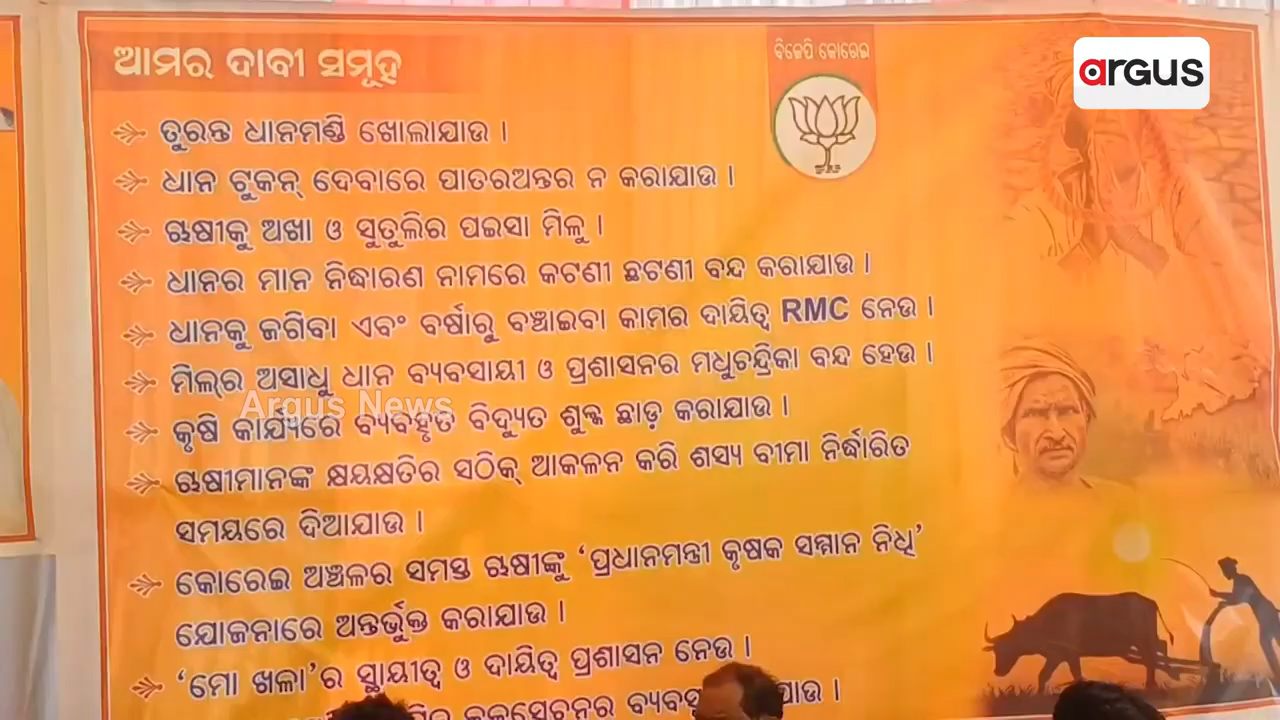 ଆମର ଦାବୀ ସମୂହ
ବିଜେପି କୋରେଇ
argus
ତୁରନ୍ତ ଧାନମଣ୍ଡି ଖୋଲାଯାଉ ।
ଧାନ ଟୁକନ୍ ଦେବାରେ ପାତରଅନ୍ତର ନ କରାଯାଉ ।
ଋଷୀକୁ ଅଖା ଓ ସୁତୁଲିର ପଇସା ମିଳୁ ।
ଧାନର ମାନ ନିଦ୍ଧାରଣ ନାମରେ କଟଣୀ ଛଟଣୀ ବନ୍ଦ କରାଯାଉ ।
ଧାନକୁ ଜଗିବା ଏବଂ ବର୍ଷାରୁ ବଞ୍ଚାଇବା କାମର ଦାୟିତ୍ୱ RMC ନେଉ ।
ମିଲ୍‌ର ଅସାଧୁ ଧାନ ବ୍ୟବସାୟୀ ଓ ପ୍ରଶାସନର ମଧୁଚନ୍ଦ୍ରିକା ବନ୍ଦ ହେଉ ।
Argus News
କୃଷି କାର୍ଯ୍ୟରେ ବ୍ୟବହୃତ ବିଦ୍ୟୁତ ଶୁଳ୍କ ଛାଡ଼ କରାଯାଉ ।
ଋଷୀମାନଙ୍କ କ୍ଷୟକ୍ଷତିର ସଠିକ୍ ଆକଳନ କରି ଶସ୍ୟ ବୀମା ନିର୍ଦ୍ଧାରିତ
ସମୟରେ ଦିଆଯାଉ ।
କୋରେଇ ଅଞ୍ଚଳର ସମସ୍ତ ଋଷୀଙ୍କୁ ‘ପ୍ରଧାନମନ୍ତ୍ରୀ କୃଷକ ସମ୍ମାନ ନିଧି’
ଯୋଜନାରେ ଅନ୍ତର୍ଭୁକ୍ତ କରାଯାଉ ।
‘ମୋ ଖଳା’ର ସ୍ଥାୟୀତ୍ୱ ଓ ଦାୟିତ୍ୱ ପ୍ରଶାସନ ନେଉ ।